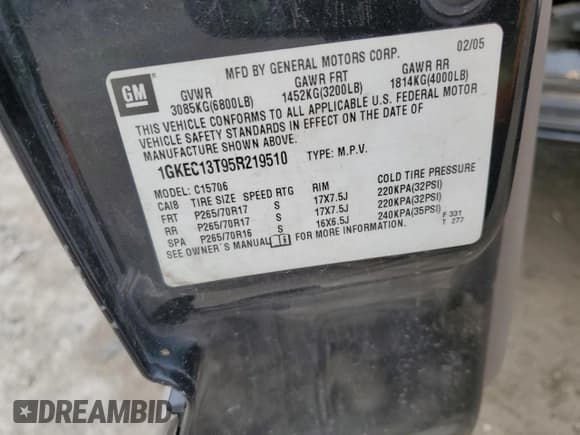 GM
MFD BY GENERAL MOTORS CORP. 02/05
GVWR GAWR FRT GAWR RR
3085KG(6800LB) 1452KG(3200LB) 1814KG(4000LB)
THIS VEHICLE CONFORMS TO ALL APPLICABLE U.S. FEDERAL MOTOR
VEHICLE SAFETY STANDARDS IN EFFECT ON THE DATE OF
MANUFACTURE SHOWN ABOVE.
1GKEC13T95R219510 TYPE: M.P.V.
MODEL: C15706
CAIB TIRE SIZE SPEED RTG RIM COLD TIRE PRESSURE
FRT P265/70R17 S 17X7.5J 220KPA(32PSI)
RR P265/70R17 S 17X7.5J 220KPA(32PSI)
SPA P265/70R16 S 16X6.5J 240KPA(35PSI)
SEE OWNER'S MANUAL i FOR MORE INFORMATION.
F 331
T 277
DREAMBID